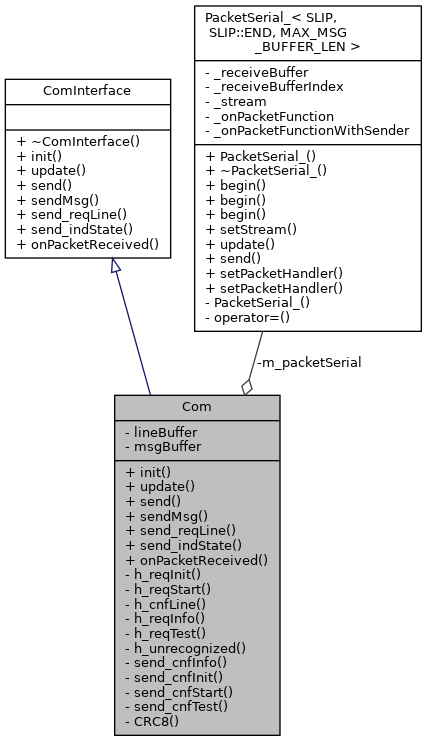 ComInterface
+ ~ComInterface()
+ init()
+ update()
+ send()
+ sendMsg()
+ send_reqLine()
+ send_indState()
+ onPacketReceived()
PacketSerial_< SLIP,
SLIP::END, MAX_MSG
_BUFFER_LEN >
- _receiveBuffer
- _receiveBufferIndex
- _stream
- _onPacketFunction
- _onPacketFunctionWithSender
+ PacketSerial_()
+ ~PacketSerial_()
+ begin()
+ begin()
+ begin()
+ setStream()
+ update()
+ send()
+ setPacketHandler()
+ setPacketHandler()
- PacketSerial_()
- operator=()
-m_packetSerial
Com
- lineBuffer
- msgBuffer
+ init()
+ update()
+ send()
+ sendMsg()
+ send_reqLine()
+ send_indState()
+ onPacketReceived()
- h_reqInit()
- h_reqStart()
- h_cnfLine()
- h_reqInfo()
- h_reqTest()
- h_unrecognized()
- send_cnfInfo()
- send_cnfInit()
- send_cnfStart()
- send_cnfTest()
- CRC8()